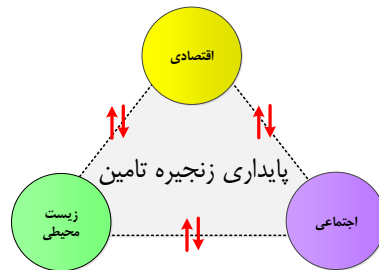 اقتصادی
پایداری زنجیره تامین
زیست
محیطی
اجتماعی